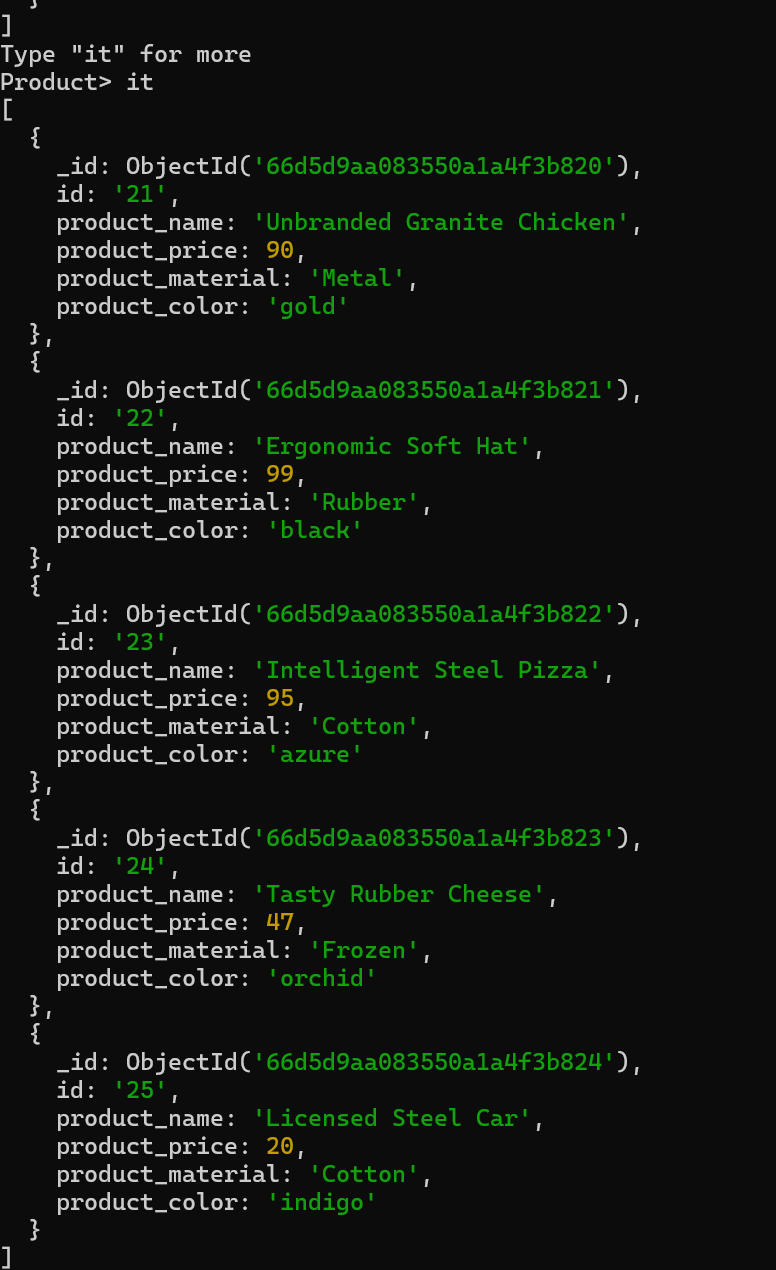 }
]
Type "it" for more
Product> it
[
  {
    _id: ObjectId('66d5d9aa083550a1a4f3b820'),
    id: '21',
    product_name: 'Unbranded Granite Chicken',
    product_price: 90,
    product_material: 'Metal',
    product_color: 'gold'
  },
  {
    _id: ObjectId('66d5d9aa083550a1a4f3b821'),
    id: '22',
    product_name: 'Ergonomic Soft Hat',
    product_price: 99,
    product_material: 'Rubber',
    product_color: 'black'
  },
  {
    _id: ObjectId('66d5d9aa083550a1a4f3b822'),
    id: '23',
    product_name: 'Intelligent Steel Pizza',
    product_price: 95,
    product_material: 'Cotton',
    product_color: 'azure'
  },
  {
    _id: ObjectId('66d5d9aa083550a1a4f3b823'),
    id: '24',
    product_name: 'Tasty Rubber Cheese',
    product_price: 47,
    product_material: 'Frozen',
    product_color: 'orchid'
  },
  {
    _id: ObjectId('66d5d9aa083550a1a4f3b824'),
    id: '25',
    product_name: 'Licensed Steel Car',
    product_price: 20,
    product_material: 'Cotton',
    product_color: 'indigo'
  }
]